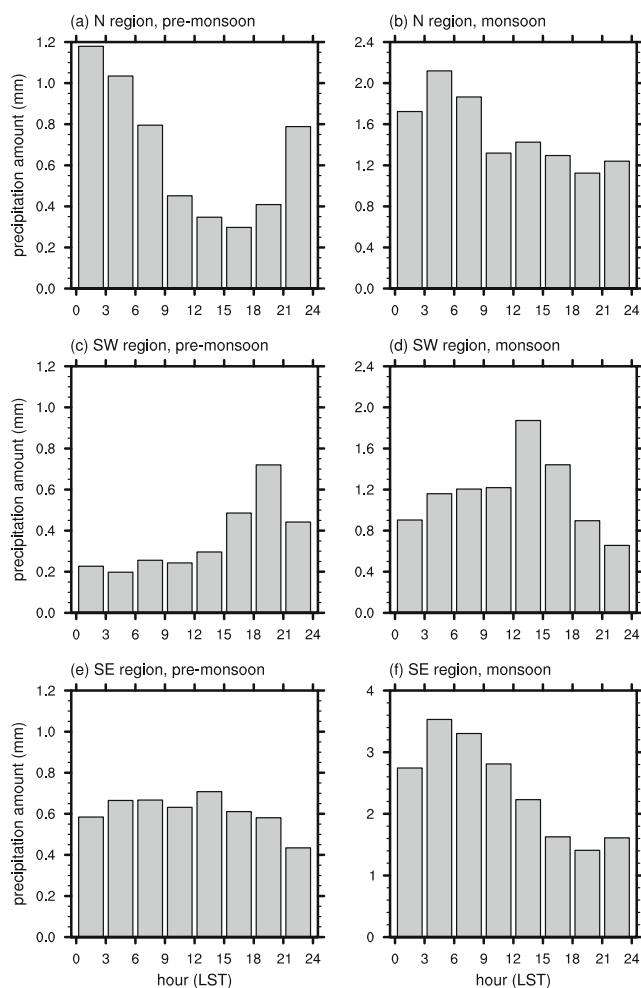 (a) N region, pre-monsoon
1.2
1.0
0.8
0.6
0.4
0.2
0.0
precipitation amount (mm)
0 3 6 9 12 15 18 21 24
(b) N region, monsoon
2.4
2.0
1.6
1.2
0.8
0.4
0.0
0 3 6 9 12 15 18 21 24
(c) SW region, pre-monsoon
1.2
1.0
0.8
0.6
0.4
0.2
0.0
precipitation amount (mm)
0 3 6 9 12 15 18 21 24
(d) SW region, monsoon
2.4
2.0
1.6
1.2
0.8
0.4
0.0
0 3 6 9 12 15 18 21 24
(e) SE region, pre-monsoon
1.2
1.0
0.8
0.6
0.4
0.2
0.0
precipitation amount (mm)
0 3 6 9 12 15 18 21 24
hour (LST)
(f) SE region, monsoon
4
3
2
1
0
0 3 6 9 12 15 18 21 24
hour (LST)